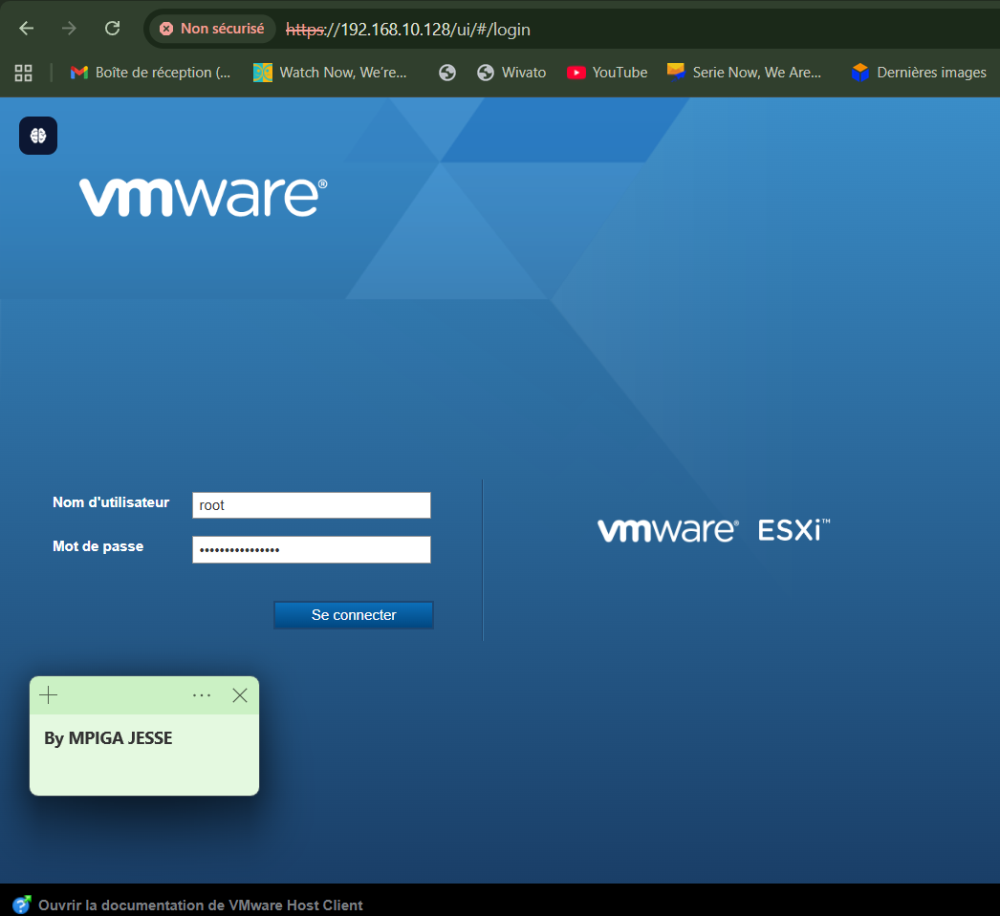 Non sécurisé https://192.168.10.128/ui/#/login
Boîte de réception (... Watch Now, We're... Wivato YouTube Serie Now, We Are... Dernières images
vmware®
Nom d'utilisateur root
Mot de passe ••••••••••••••••
vmware® ESXi™
Se connecter
By MPIGA JESSE
Ouvrir la documentation de VMware Host Client